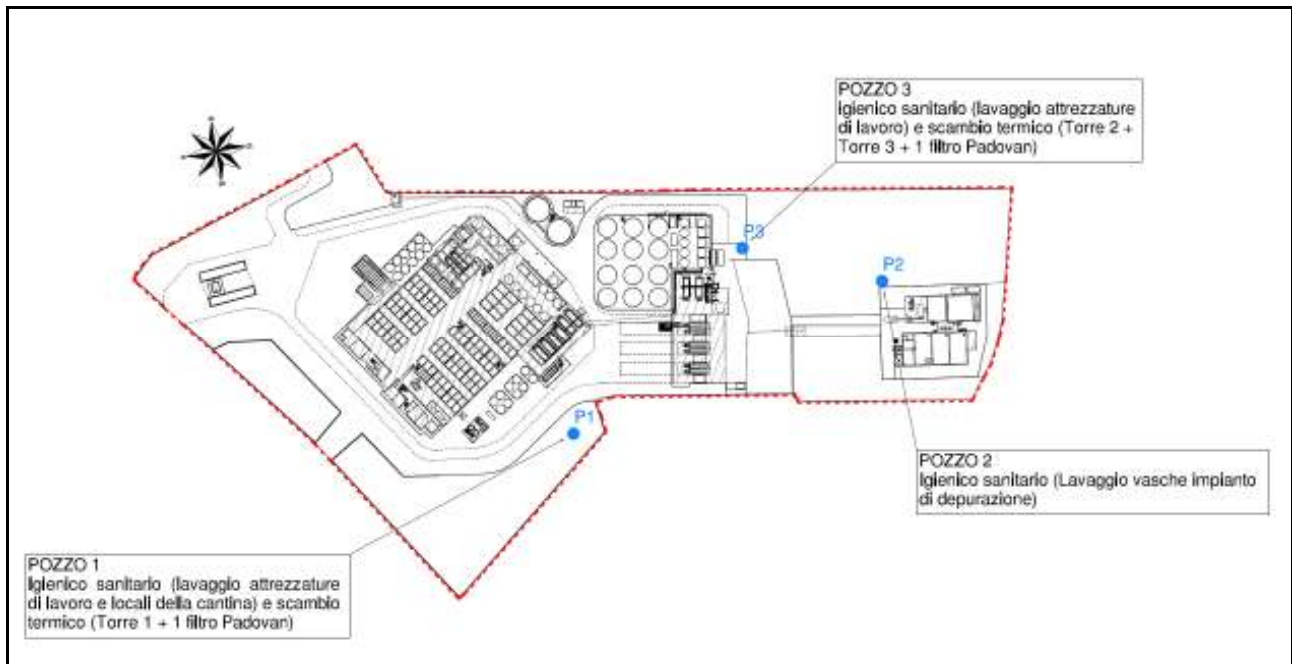 POZZO 3
Igienico sanitario (lavaggio attrezzature
di lavoro) e scambio termico (Torre 2 +
Torre 3 + 1 filtro Padovan)
P3
P2
P1
POZZO 2
Igienico sanitario (Lavaggio vasche impianto
di depurazione)
POZZO 1
Igienico sanitario (lavaggio attrezzature
di lavoro e locali della cantina) e scambio
termico (Torre 1 + 1 filtro Padovan)